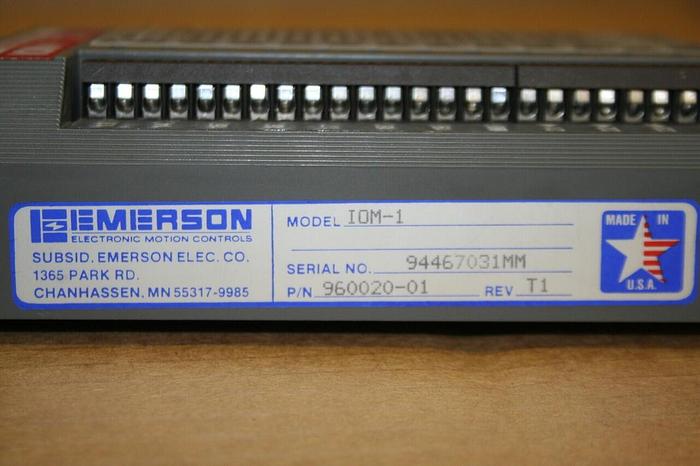 EMERSON
ELECTRONIC MOTION CONTROLS
SUBSID. EMERSON ELEC. CO.
1365 PARK RD.
CHANHASSEN, MN 55317-9985
MODEL IOM-1
SERIAL NO. 94467031MM
P/N 960020-01 REV T1
MADE IN
U.S.A.